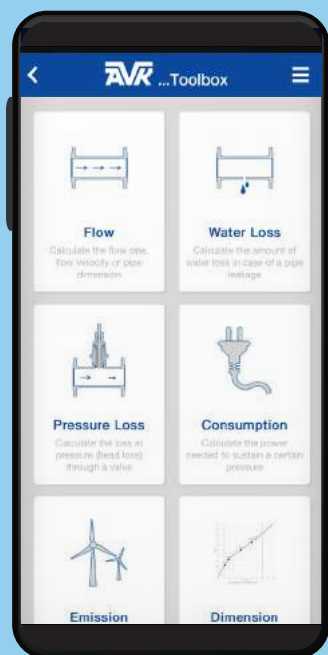 AVK ...Toolbox
Flow
Calculate the flow rate,
flow velocity or pipe
dimension
Water Loss
Calculate the amount of
water loss in case of a pipe
leakage
Pressure Loss
Calculate the loss in
pressure (head loss)
through a valve
Consumption
Calculate the power
needed to sustain a certain
pressure
Emission
Dimension